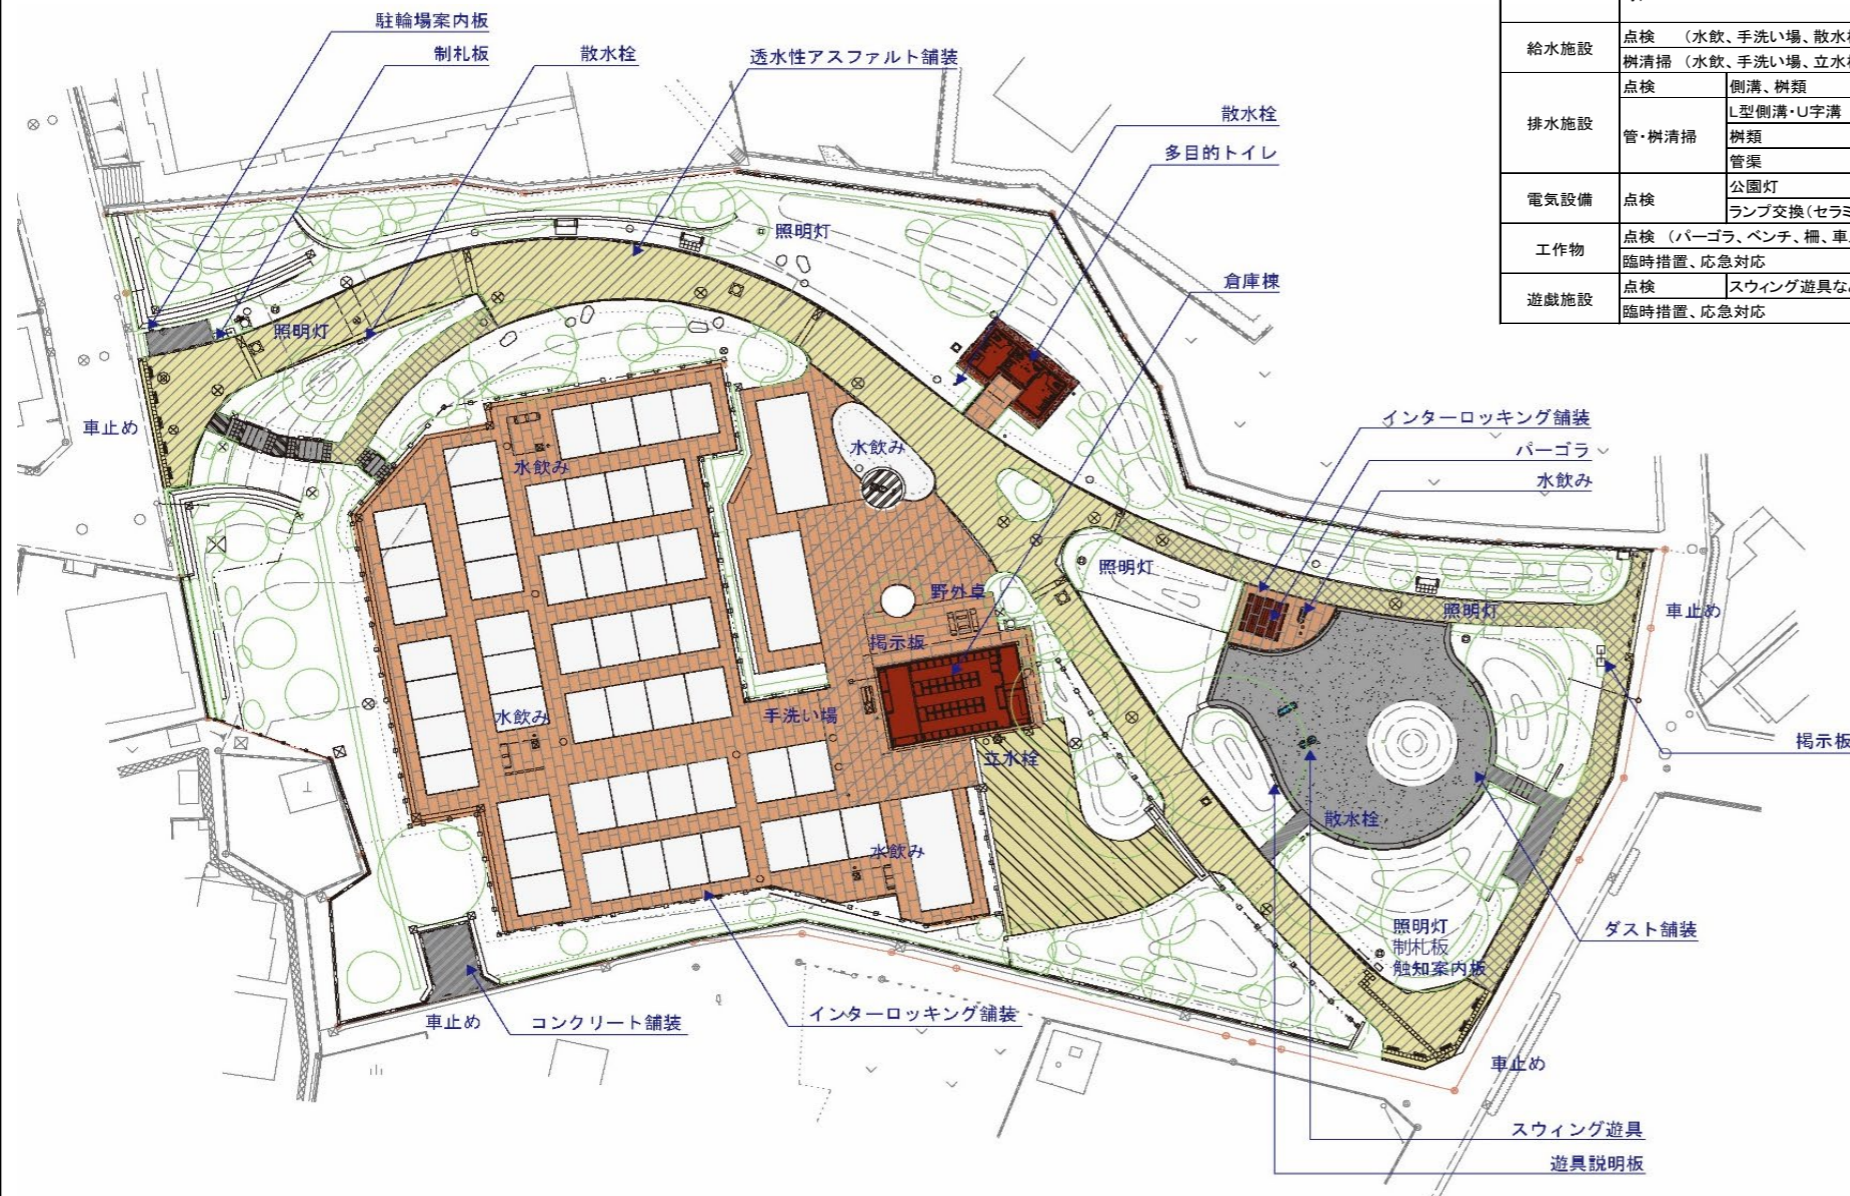 駐輪場案内板
制札板
散水栓
透水性アスファルト舗装
散水栓
多目的トイレ
倉庫棟
照明灯
照明灯
車止め
水飲み
水飲み
インターロッキング舗装
パーゴラ
水飲み
照明灯
野外卓
照明灯
車止め
掲示板
手洗い場
水飲み
立水栓
掲示板
散水栓
水飲み
照明灯
制札板
触知案内板
ダスト舗装
車止め
コンクリート舗装
インターロッキング舗装
車止め
スウィング遊具
遊具説明板
給水施設
点検 （水飲、手洗い場、散水
桝清掃 （水飲、手洗い場、立水
排水施設
点検
側溝、桝類
管・桝清掃
L型側溝・U字溝
桝類
管渠
電気設備
点検
公園灯
ランプ交換（セラミ
工作物
点検 （パーゴラ、ベンチ、柵、車
臨時措置、応急対応
遊戯施設
点検
スウィング遊具な
臨時措置、応急対応